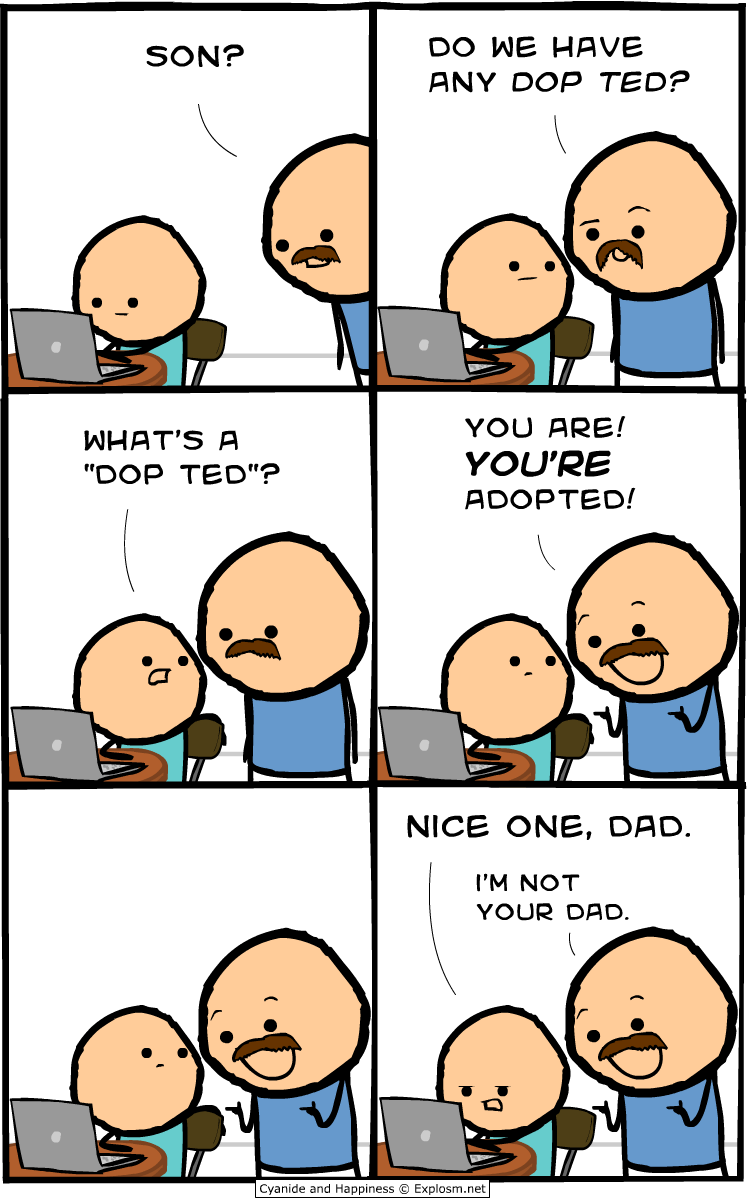 SON?
DO WE HAVE
ANY DOP TED?
WHAT'S A
"DOP TED"?
YOU ARE!
YOU'RE
ADOPTED!
NICE ONE, DAD.
I'M NOT
YOUR DAD.
Cyanide and Happiness © Explosm.net